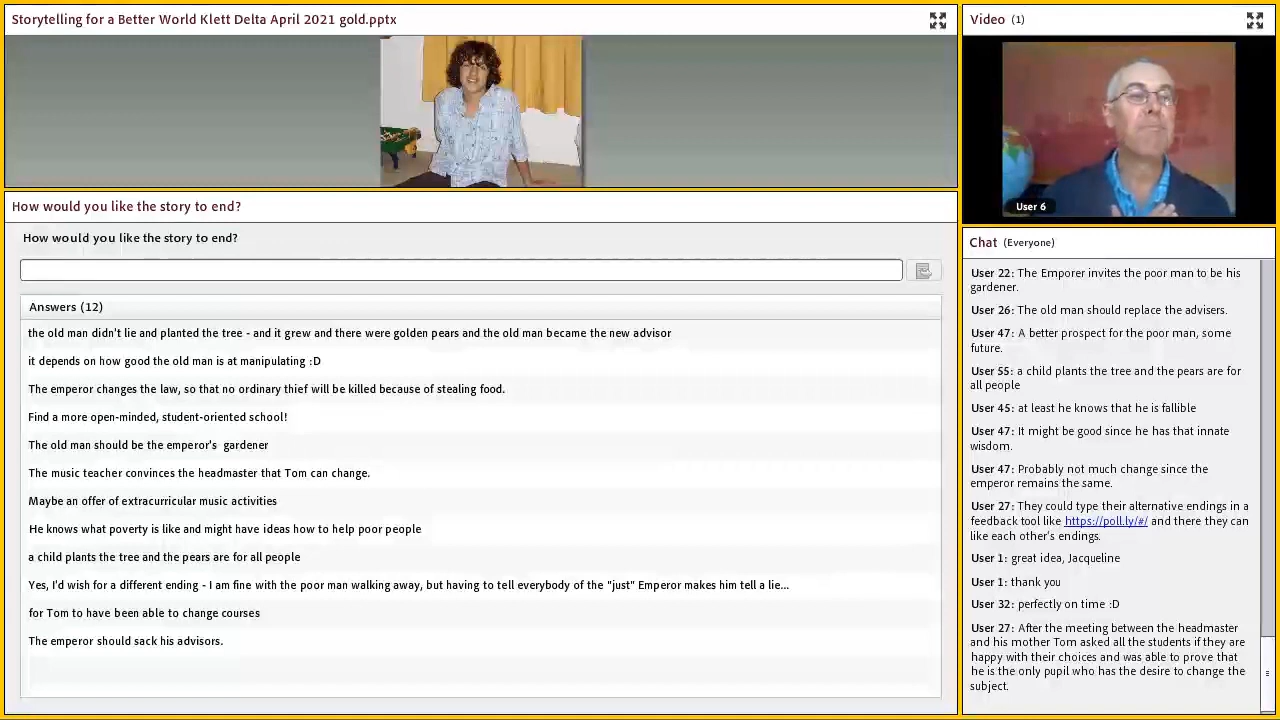 Storytelling for a Better World Klett Delta April 2021 gold.pptx
How would you like the story to end?
How would you like the story to end?
Answers (12)
the old man didn't lie and planted the tree - and it grew and there were golden pears and the old man became the new advisor
it depends on how good the old man is at manipulating :D
The emperor changes the law, so that no ordinary thief will be killed because of stealing food.
Find a more open-minded, student-oriented school!
The old man should be the emperor's gardener
The music teacher convinces the headmaster that Tom can change.
Maybe an offer of extracurricular music activities
He knows what poverty is like and might have ideas how to help poor people
a child plants the tree and the pears are for all people
Yes, I'd wish for a different ending - I am fine with the poor man walking away, but having to tell everybody of the "just" Emperor makes him tell a lie...
for Tom to have been able to change courses
The emperor should sack his advisors.
Video (1)
User 6
Chat (Everyone)
User 22: The Emporer invites the poor man to be his
gardener.
User 26: The old man should replace the advisers.
User 47: A better prospect for the poor man, some
future.
User 55: a child plants the tree and the pears are for
all people
User 45: at least he knows that he is fallible
User 47: It might be good since he has that innate
wisdom.
User 47: Probably not much change since the
emperor remains the same.
User 27: They could type their alternative endings in a
feedback tool like https://poll.ly/#/ and there they can
like each other's endings.
User 1: great idea, Jacqueline
User 1: thank you
User 32: perfectly on time :D
User 27: After the meeting between the headmaster
and his mother Tom asked all the students if they are
happy with their choices and was able to prove that
he is the only pupil who has the desire to change the
subject.